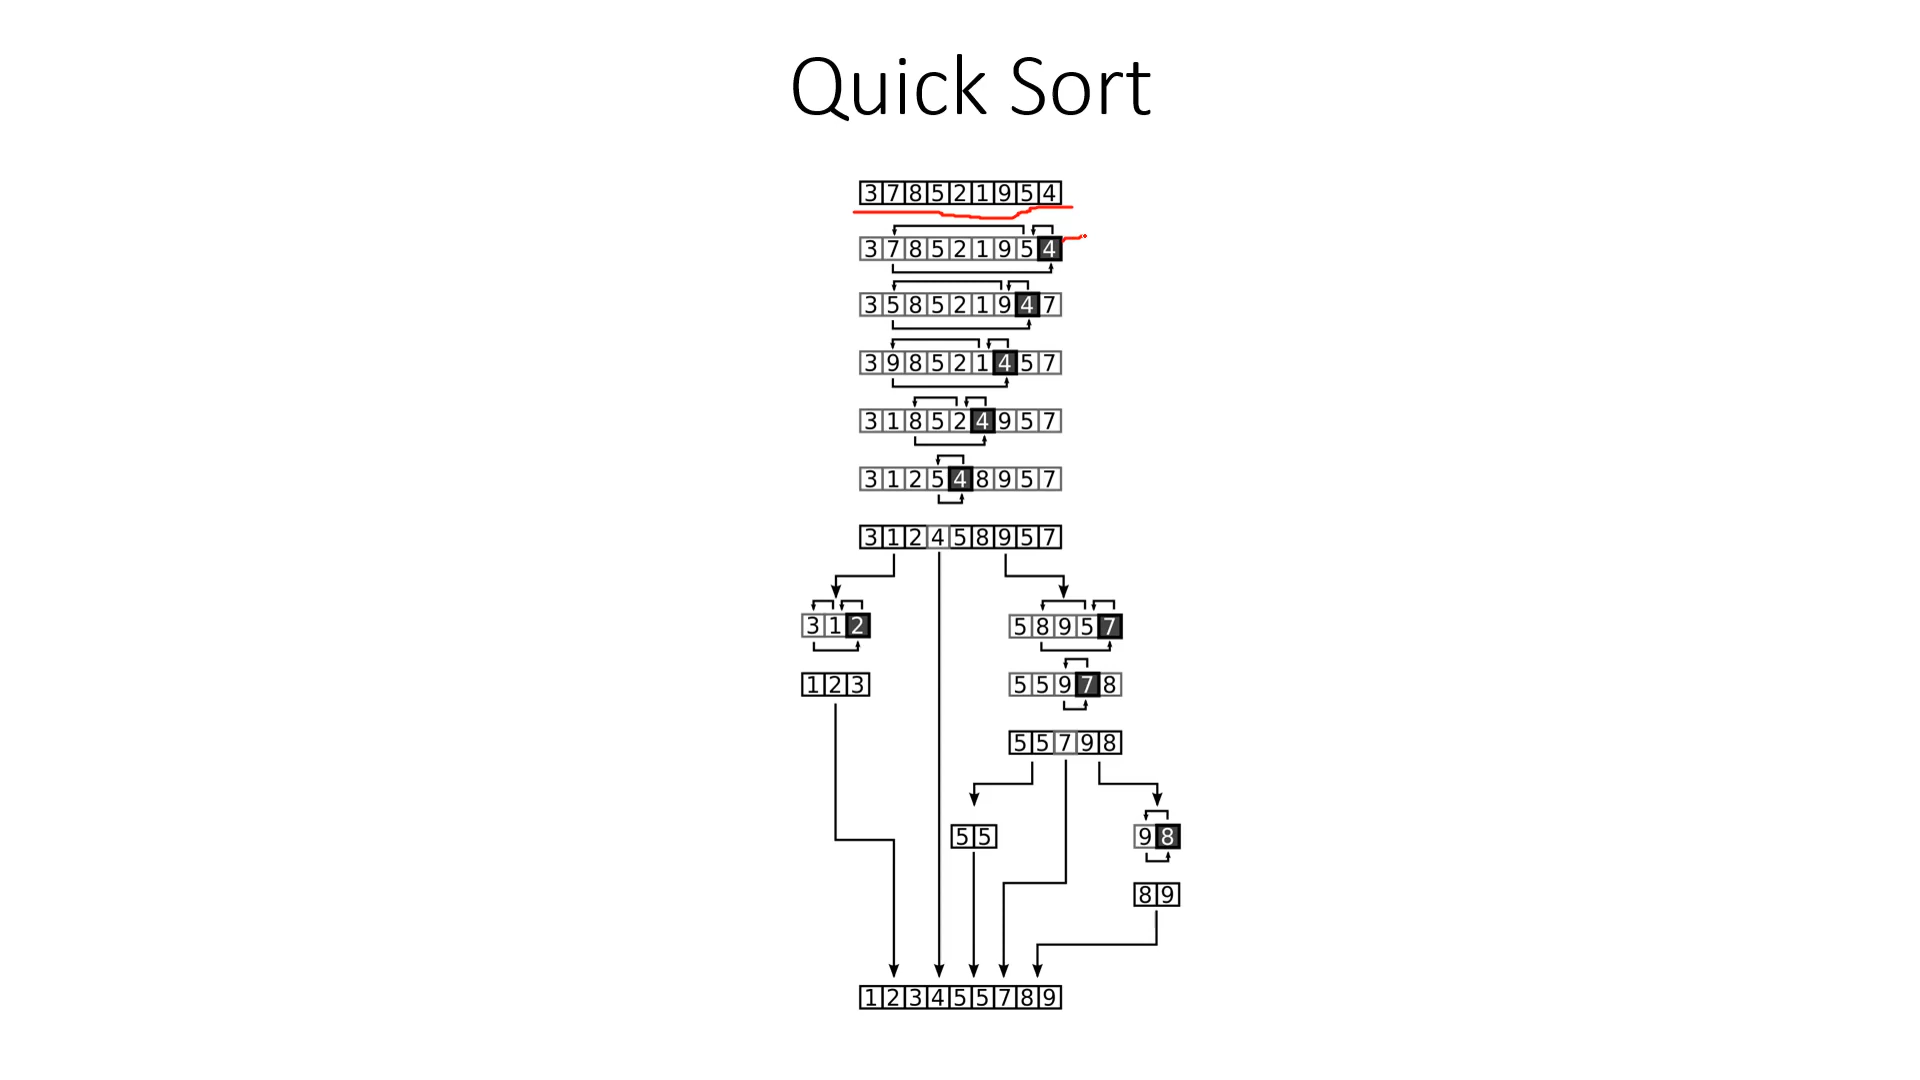 Quick Sort
3 7 8 5 2 1 9 5 4
3 7 8 5 2 1 9 5 4
3 5 8 5 2 1 9 4 7
3 9 8 5 2 1 4 5 7
3 1 8 5 2 4 9 5 7
3 1 2 5 4 8 9 5 7
3 1 2 4 5 8 9 5 7
3 1 2
5 8 9 5 7
1 2 3
5 5 9 7 8
5 5 7 9 8
5 5
9 8
8 9
1 2 3 4 5 5 7 8 9